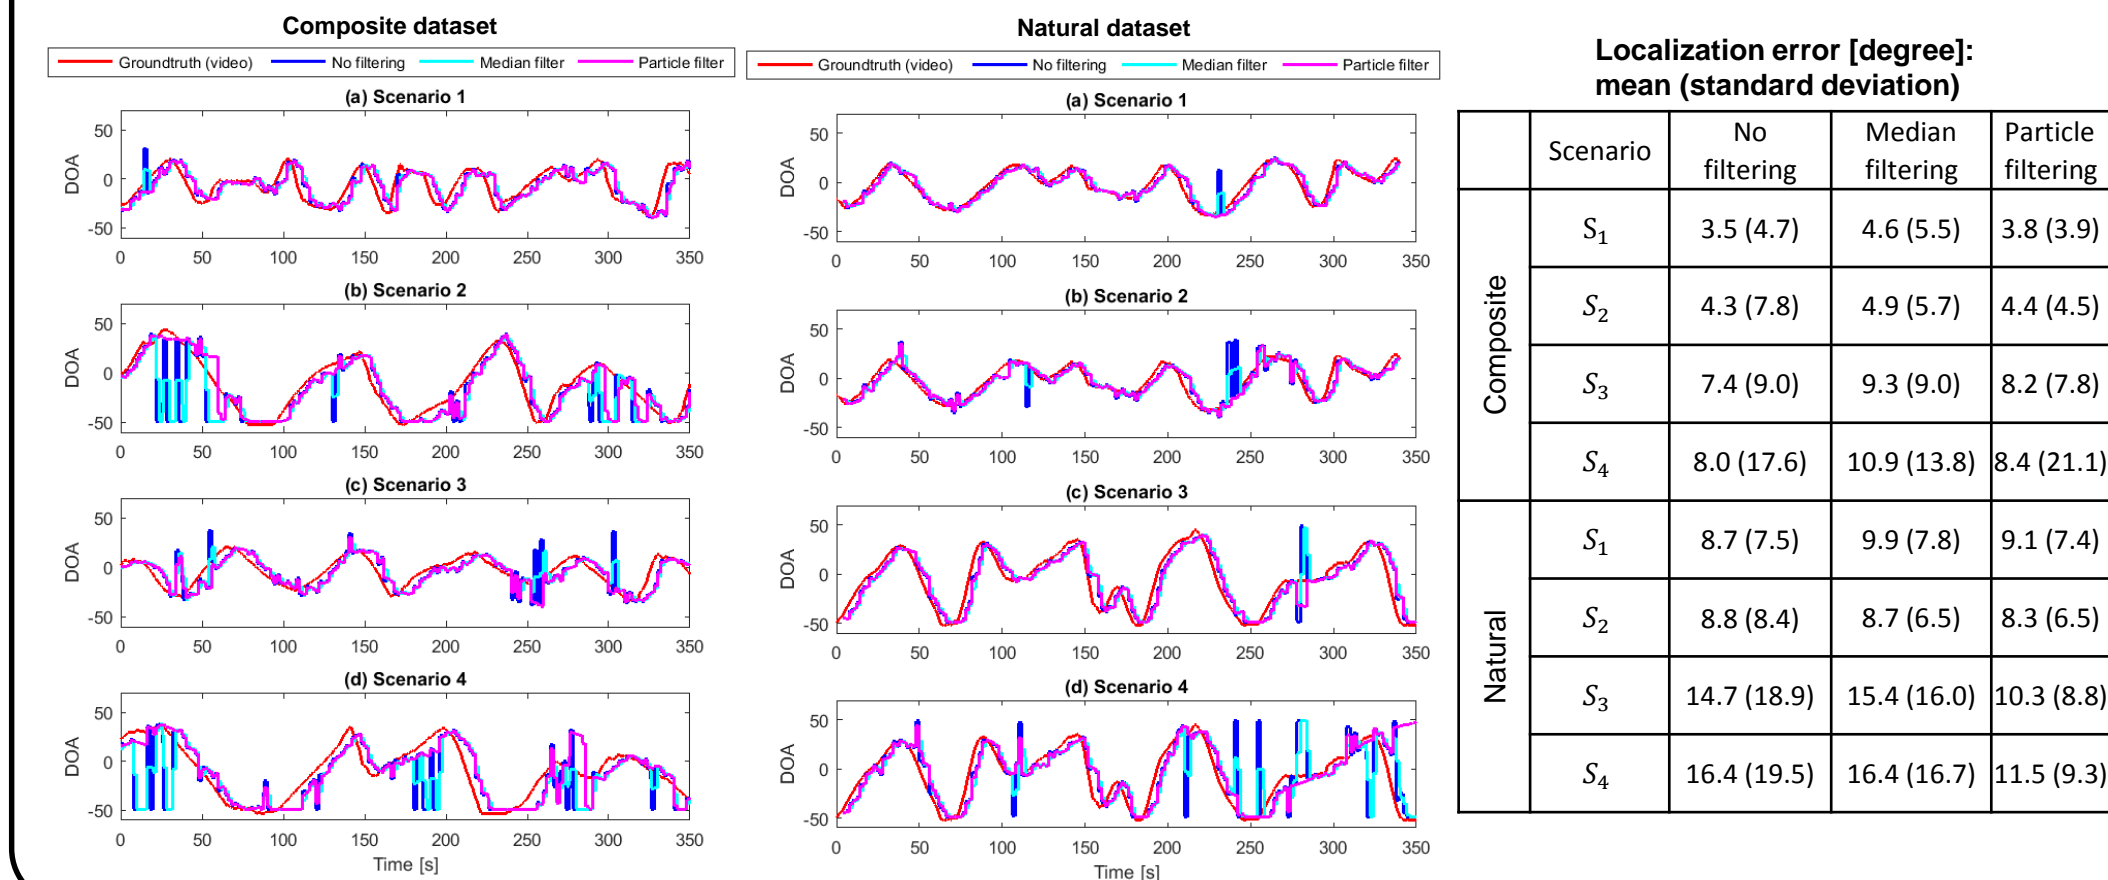 Composite dataset
Groundtruth (video) No filtering Median filter Particle filter
(a) Scenario 1
DOA
50
0
-50
0 50 100 150 200 250 300 350
(b) Scenario 2
DOA
50
0
-50
0 50 100 150 200 250 300 350
(c) Scenario 3
DOA
50
0
-50
0 50 100 150 200 250 300 350
(d) Scenario 4
DOA
50
0
-50
0 50 100 150 200 250 300 350
Time [s]
Natural dataset
Groundtruth (video) No filtering Median filter Particle filter
(a) Scenario 1
DOA
50
0
-50
0 50 100 150 200 250 300 350
(b) Scenario 2
DOA
50
0
-50
0 50 100 150 200 250 300 350
(c) Scenario 3
DOA
50
0
-50
0 50 100 150 200 250 300 350
(d) Scenario 4
DOA
50
0
-50
0 50 100 150 200 250 300 350
Time [s]
Localization error [degree]:
mean (standard deviation)
Scenario No filtering Median filtering Particle filtering
Composite
S₁ 3.5 (4.7) 4.6 (5.5) 3.8 (3.9)
S₂ 4.3 (7.8) 4.9 (5.7) 4.4 (4.5)
S₃ 7.4 (9.0) 9.3 (9.0) 8.2 (7.8)
S₄ 8.0 (17.6) 10.9 (13.8) 8.4 (21.1)
Natural
S₁ 8.7 (7.5) 9.9 (7.8) 9.1 (7.4)
S₂ 8.8 (8.4) 8.7 (6.5) 8.3 (6.5)
S₃ 14.7 (18.9) 15.4 (16.0) 10.3 (8.8)
S₄ 16.4 (19.5) 16.4 (16.7) 11.5 (9.3)